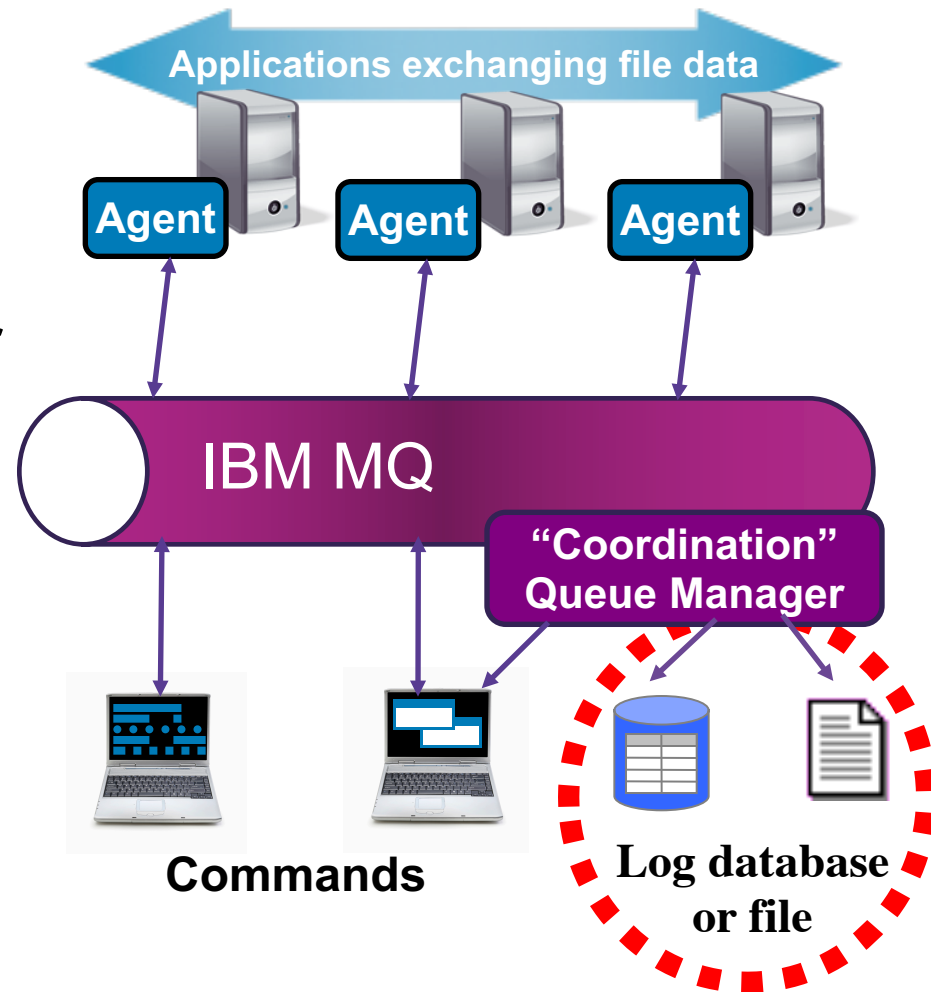 Applications exchanging file data
Agent
Agent
Agent
IBM MQ
“Coordination”
Queue Manager
Commands
Log database
or file